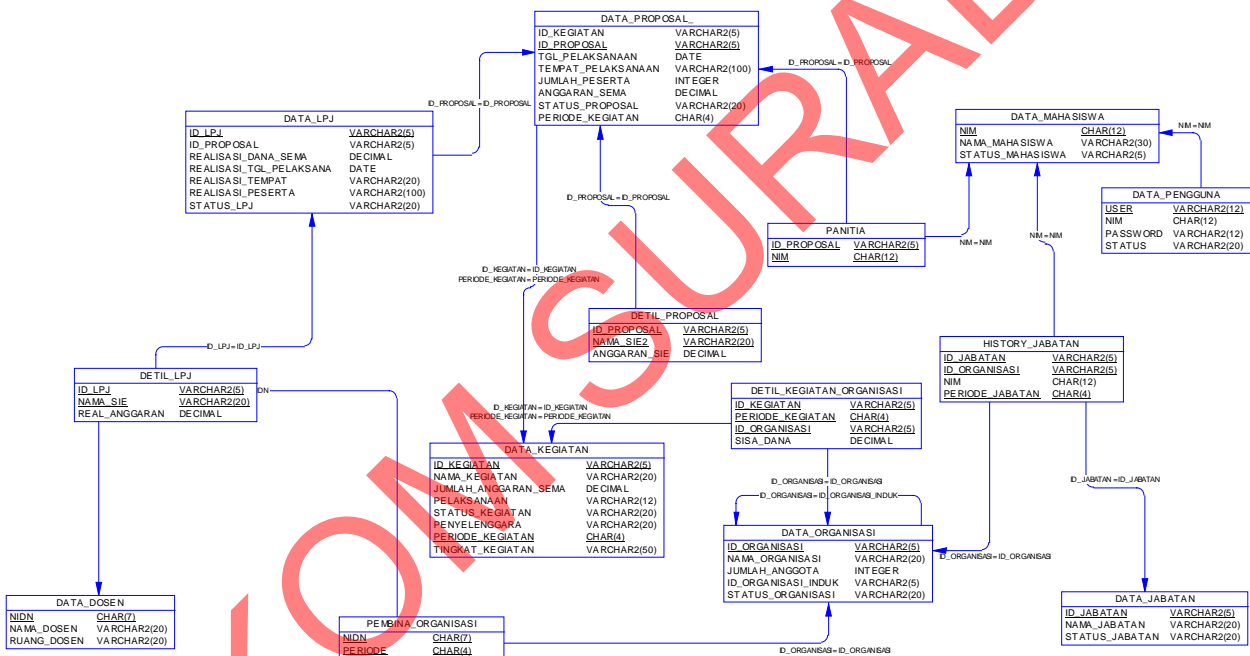 DATA_PROPOSAL_
ID_KEGIATAN VARCHAR2(5)
ID_PROPOSAL VARCHAR2(5)
TGL_PELAKSANAAN DATE
TEMPAT_PELAKSANAAN VARCHAR2(100)
JUMLAH_PESERTA INTEGER
ANGGARAN_SEMA DECIMAL
STATUS_PROPOSAL VARCHAR2(20)
PERIODE_KEGIATAN CHAR(4)
ID_PROPOSAL = ID_PROPOSAL
ID_PROPOSAL = ID_PROPOSAL
DATA_LPJ
ID_LPJ VARCHAR2(5)
ID_PROPOSAL VARCHAR2(5)
REALISASI_DANA_SEMA DECIMAL
REALISASI_TGL_PELAKSANA DATE
REALISASI_TEMPAT VARCHAR2(20)
REALISASI_PESERTA VARCHAR2(100)
STATUS_LPJ VARCHAR2(20)
DATA_MAHASISWA
NIM CHAR(12)
NAMA_MAHASISWA VARCHAR2(30)
STATUS_MAHASISWA VARCHAR2(5)
NIM = NIM
DATA_PENGGUNA
USER VARCHAR2(12)
NIM CHAR(12)
PASSWORD VARCHAR2(12)
STATUS VARCHAR2(20)
ID_PROPOSAL = ID_PROPOSAL
PANITIA
ID_PROPOSAL VARCHAR2(5)
NIM CHAR(12)
NIM = NIM
NIM = NIM
ID_KEGIATAN = ID_KEGIATAN
PERIODE_KEGIATAN = PERIODE_KEGIATAN
DETIL_PROPOSAL
ID_PROPOSAL VARCHAR2(5)
NAMA_SIE2 VARCHAR2(20)
ANGGARAN_SIE DECIMAL
HISTORY_JABATAN
ID_JABATAN VARCHAR2(5)
ID_ORGANISASI VARCHAR2(5)
NIM CHAR(12)
PERIODE_JABATAN CHAR(4)
ID_LPJ = ID_LPJ
DETIL_LPJ
ID_LPJ VARCHAR2(5)
NAMA_SIE VARCHAR2(20)
REAL_ANGGARAN DECIMAL
DN
DETIL_KEGIATAN_ORGANISASI
ID_KEGIATAN VARCHAR2(5)
PERIODE_KEGIATAN CHAR(4)
ID_ORGANISASI VARCHAR2(5)
SISA_DANA DECIMAL
ID_KEGIATAN = ID_KEGIATAN
PERIODE_KEGIATAN = PERIODE_KEGIATAN
DATA_KEGIATAN
ID_KEGIATAN VARCHAR2(5)
NAMA_KEGIATAN VARCHAR2(20)
JUMLAH_ANGGARAN_SEMA DECIMAL
PELAKSANAAN VARCHAR2(12)
STATUS_KEGIATAN VARCHAR2(20)
PENYELENGGARA VARCHAR2(20)
PERIODE_KEGIATAN CHAR(4)
TINGKAT_KEGIATAN VARCHAR2(50)
ID_ORGANISASI = ID_ORGANISASI
ID_ORGANISASI = ID_ORGANISASI_INDUK
ID_JABATAN = ID_JABATAN
DATA_ORGANISASI
ID_ORGANISASI VARCHAR2(5)
NAMA_ORGANISASI VARCHAR2(20)
JUMLAH_ANGGOTA INTEGER
ID_ORGANISASI_INDUK VARCHAR2(5)
STATUS_ORGANISASI VARCHAR2(20)
ID_ORGANISASI = ID_ORGANISASI
DATA_DOSEN
NIDN CHAR(7)
NAMA_DOSEN VARCHAR2(20)
RUANG_DOSEN VARCHAR2(20)
DATA_JABATAN
ID_JABATAN VARCHAR2(5)
NAMA_JABATAN VARCHAR2(20)
STATUS_JABATAN VARCHAR2(20)
PEMBINA_ORGANISASI
NIDN CHAR(7)
PERIODE CHAR(4)
ID_ORGANISASI = ID_ORGANISASI
KOM SURAB